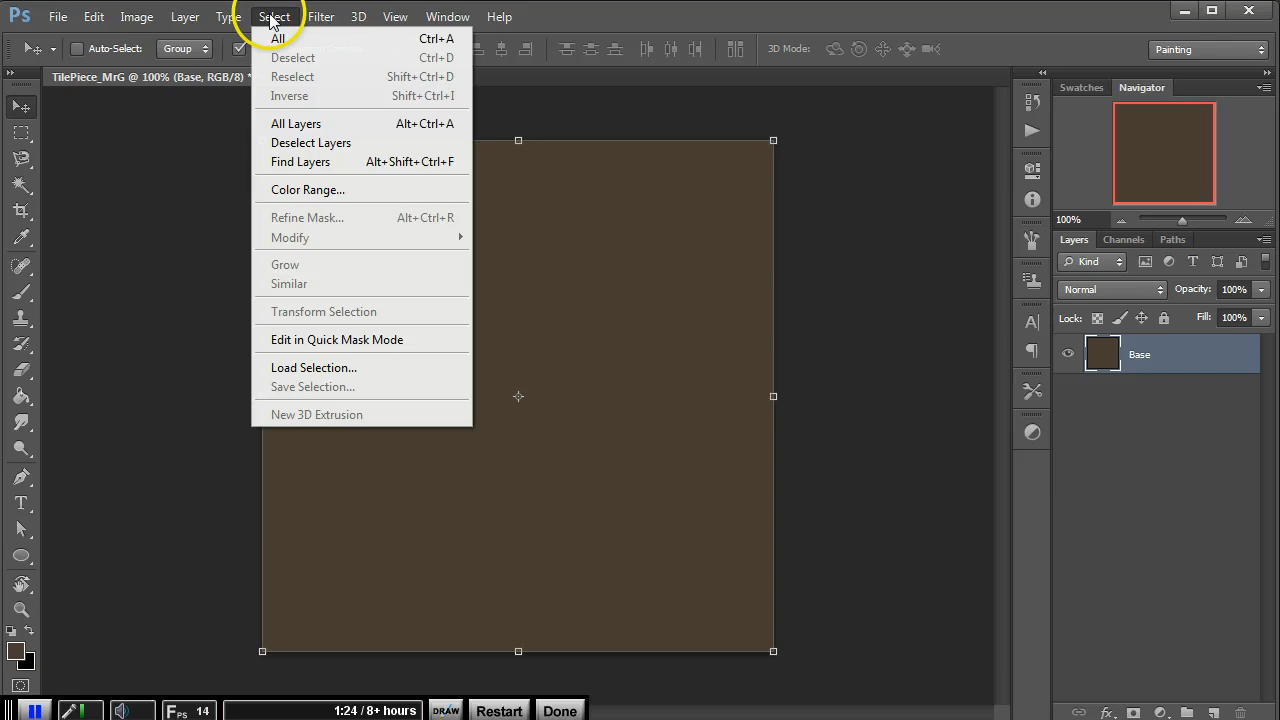 Ps File Edit Image Layer Type Select Filter 3D View Window Help
Auto-Select: Group 3D Mode: Painting
TilePiece_MrG @ 100% (Base, RGB/8) *
All Ctrl+A
Deselect Ctrl+D
Reselect Shift+Ctrl+D
Inverse Shift+Ctrl+I
All Layers Alt+Ctrl+A
Deselect Layers
Find Layers Alt+Shift+Ctrl+F
Color Range...
Refine Mask... Alt+Ctrl+R
Modify
Grow
Similar
Transform Selection
Edit in Quick Mask Mode
Load Selection...
Save Selection...
New 3D Extrusion
Swatches Navigator
100%
Layers Channels Paths
Kind
Normal Opacity: 100%
Lock: Fill: 100%
Base
FPS 14 1:24 / 8+ hours DRAW Restart Done